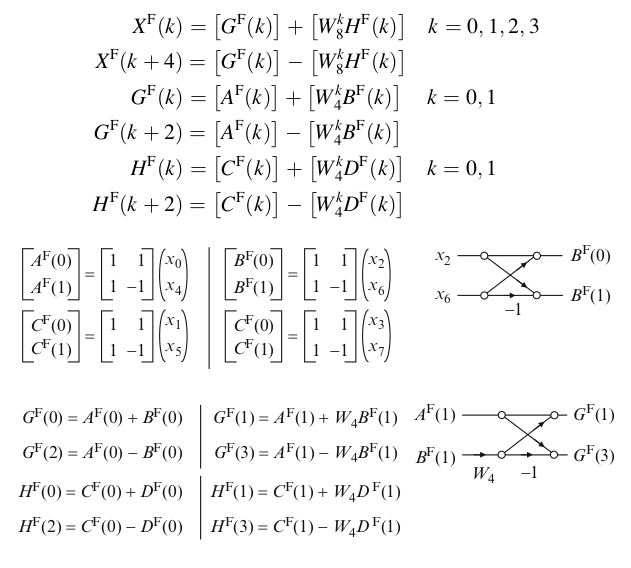 X^F(k) = [G^F(k)] + [W_8^k H^F(k)]   k = 0, 1, 2, 3
X^F(k + 4) = [G^F(k)] − [W_8^k H^F(k)]
G^F(k) = [A^F(k)] + [W_4^k B^F(k)]   k = 0, 1
G^F(k + 2) = [A^F(k)] − [W_4^k B^F(k)]
H^F(k) = [C^F(k)] + [W_4^k D^F(k)]   k = 0, 1
H^F(k + 2) = [C^F(k)] − [W_4^k D^F(k)]
[A^F(0) A^F(1)] = [1 1 1 −1] (x_0 x_4)
[B^F(0) B^F(1)] = [1 1 1 −1] (x_2 x_6)
[C^F(0) C^F(1)] = [1 1 1 −1] (x_1 x_5)
[C^F(0) C^F(1)] = [1 1 1 −1] (x_3 x_7)
x_2 B^F(0)
x_6 B^F(1)
−1
G^F(0) = A^F(0) + B^F(0)   G^F(1) = A^F(1) + W_4 B^F(1)
G^F(2) = A^F(0) − B^F(0)   G^F(3) = A^F(1) − W_4 B^F(1)
H^F(0) = C^F(0) + D^F(0)   H^F(1) = C^F(1) + W_4 D^F(1)
H^F(2) = C^F(0) − D^F(0)   H^F(3) = C^F(1) − W_4 D^F(1)
A^F(1) G^F(1)
B^F(1) G^F(3)
W_4 −1